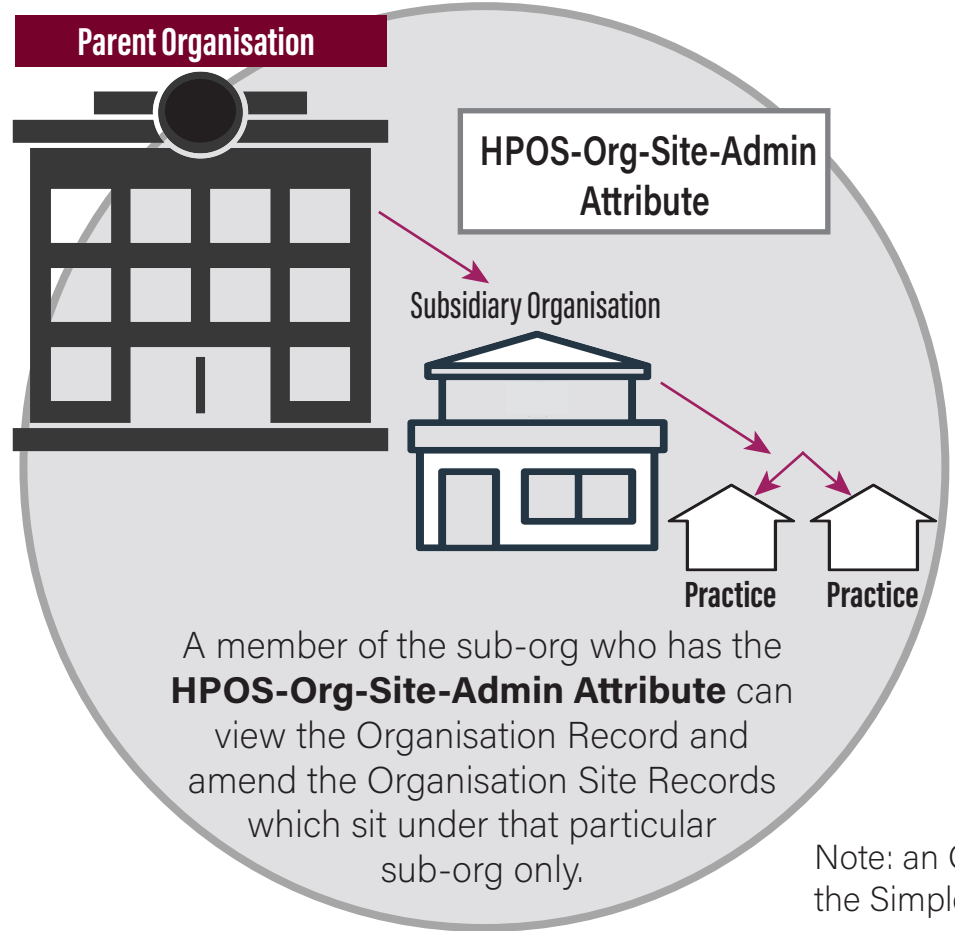 Parent Organisation
HPOS-Org-Site-Admin
Attribute
Subsidiary Organisation
Practice
Practice
A member of the sub-org who has the
HPOS-Org-Site-Admin Attribute can
view the Organisation Record and
amend the Organisation Site Records
which sit under that particular
sub-org only.
Note: an
the Simple